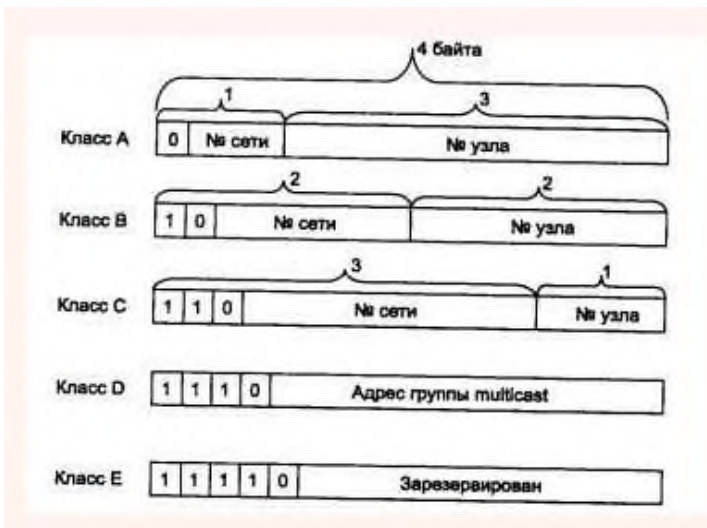 4 байта
1 3
Класс A 0 № сети № узла
2 2
Класс B 1 0 № сети № узла
3 1
Класс C 1 1 0 № сети № узла
Класс D 1 1 1 0 Адрес группы multicast
Класс E 1 1 1 1 0 Зарезервирован